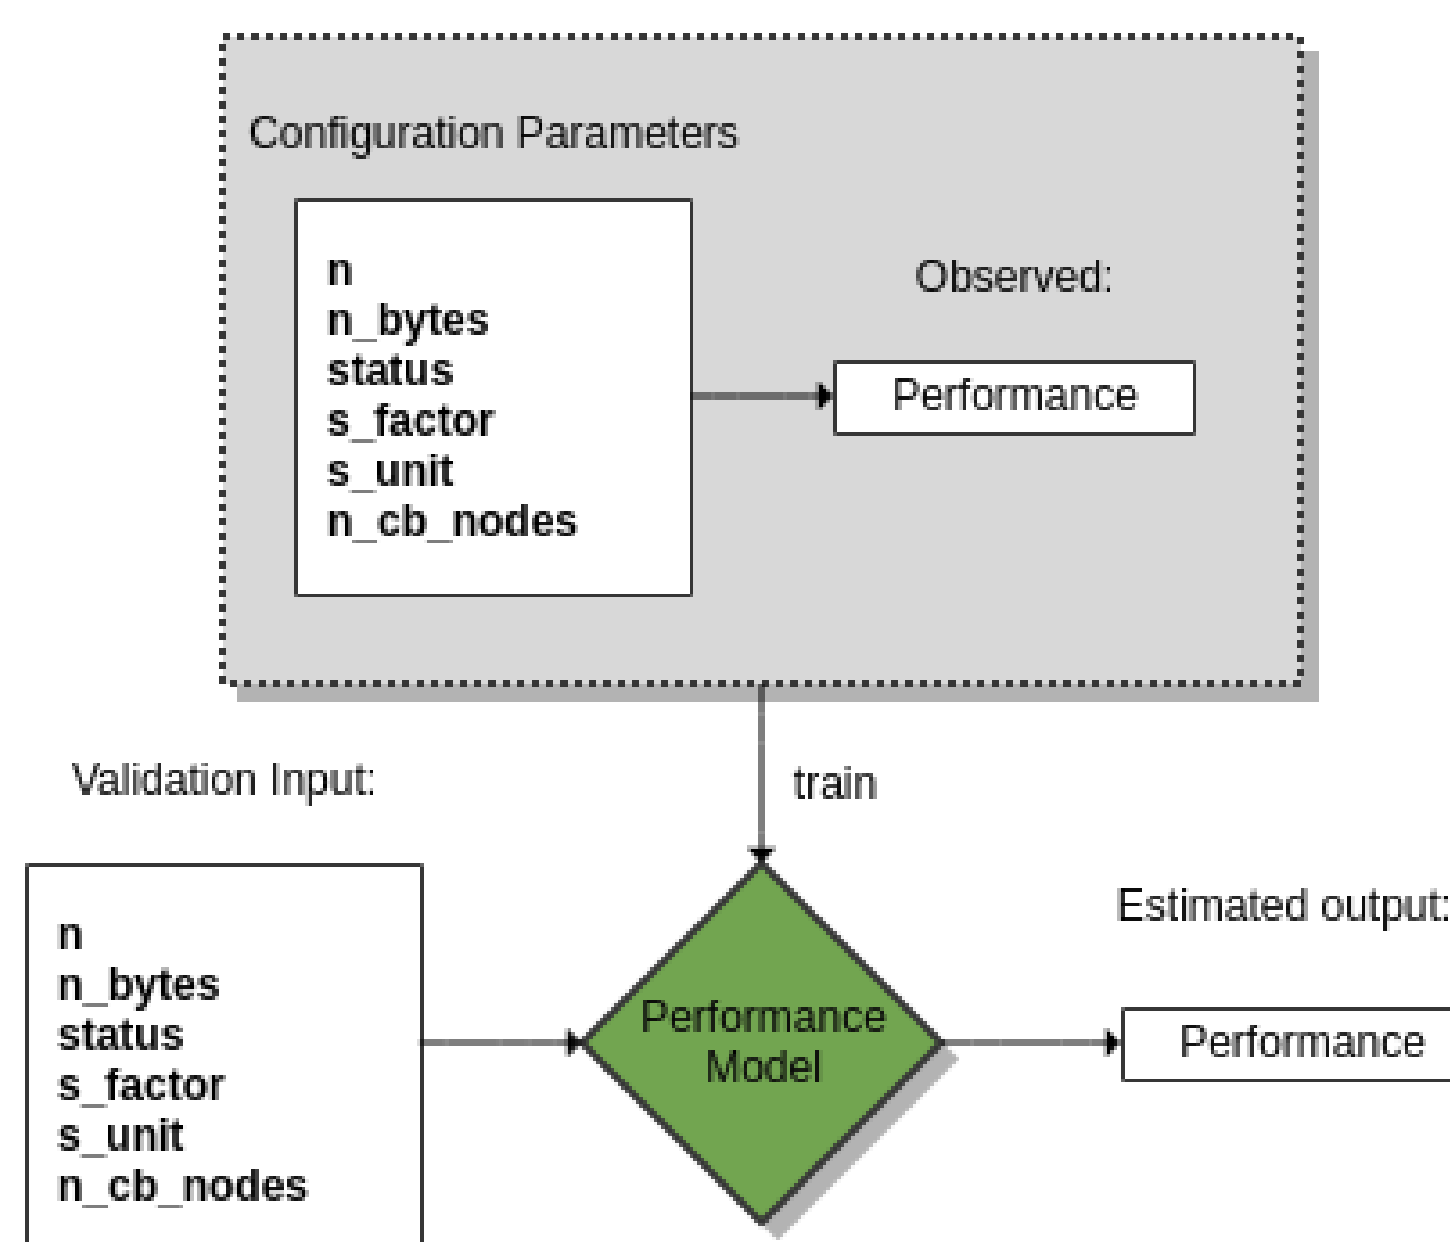 Configuration Parameters
n
n_bytes
status
s_factor
s_unit
n_cb_nodes
Observed:
Performance
train
Validation Input:
n
n_bytes
status
s_factor
s_unit
n_cb_nodes
Performance
Model
Estimated output:
Performance